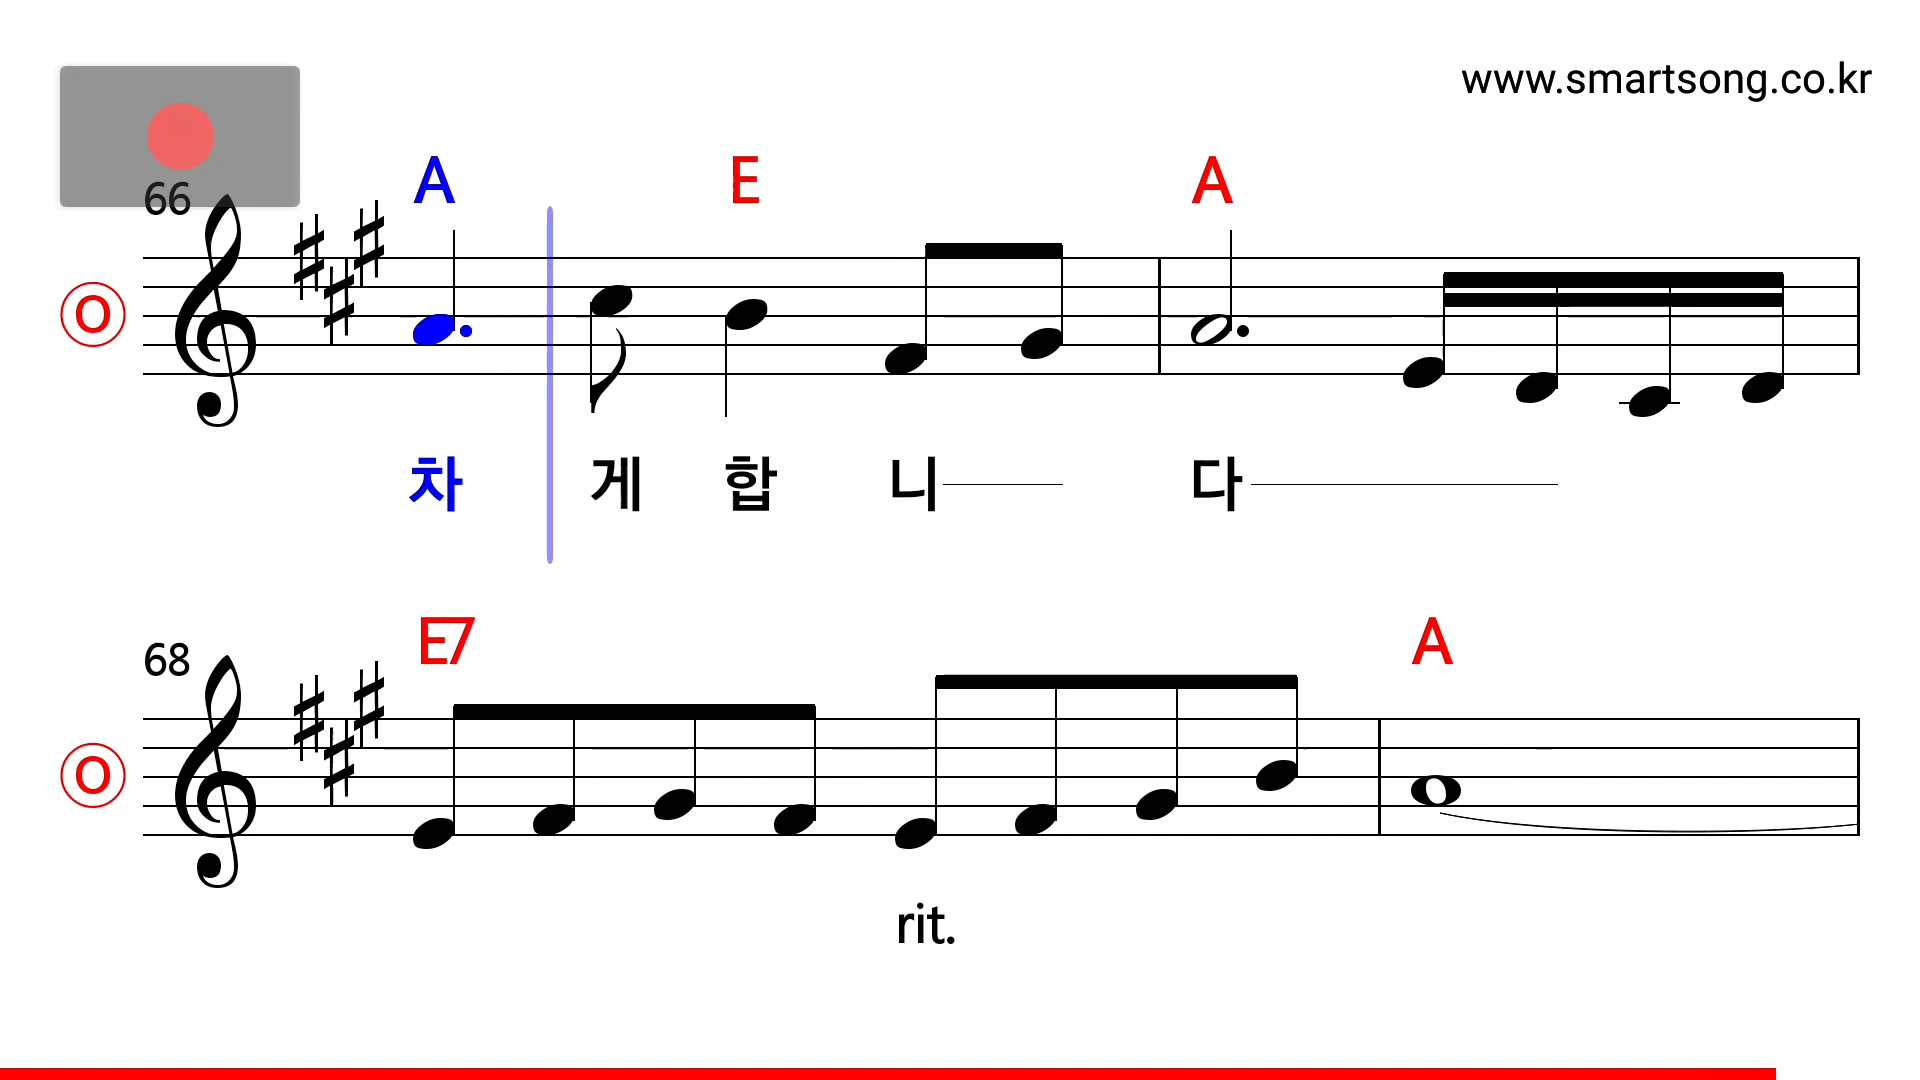 www.smartsong.co.kr
66
A E A
O
차 게 합 니 다
68
E7 A
O
rit.